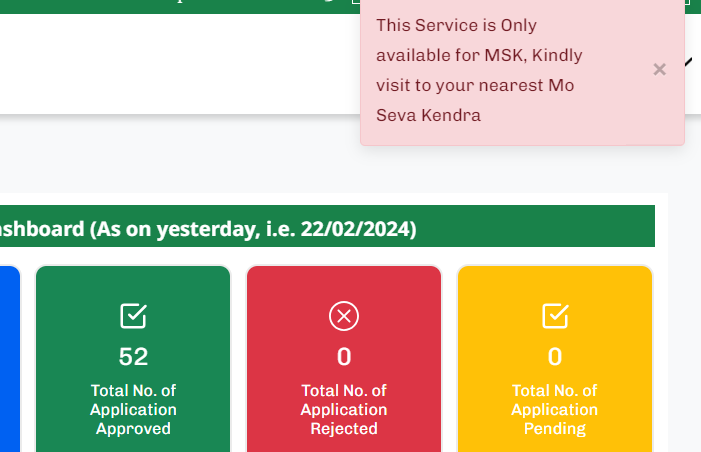 This Service is Only
available for MSK, Kindly
visit to your nearest Mo
Seva Kendra
×
(As on yesterday, i.e. 22/02/2024)
52
Total No. of
Application
Approved
0
Total No. of
Application
Rejected
0
Total No. of
Application
Pending